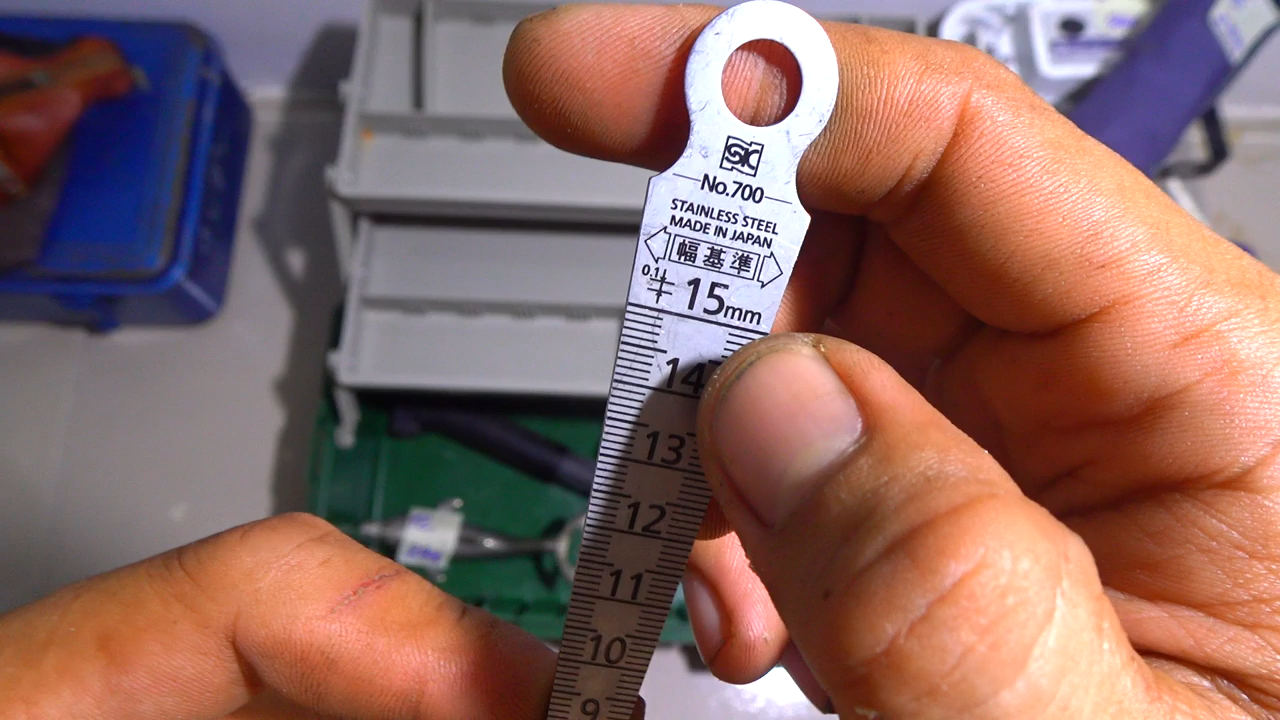 SK
No.700
STAINLESS STEEL
MADE IN JAPAN
幅基準
0.1
15mm
14
13
12
11
10
9